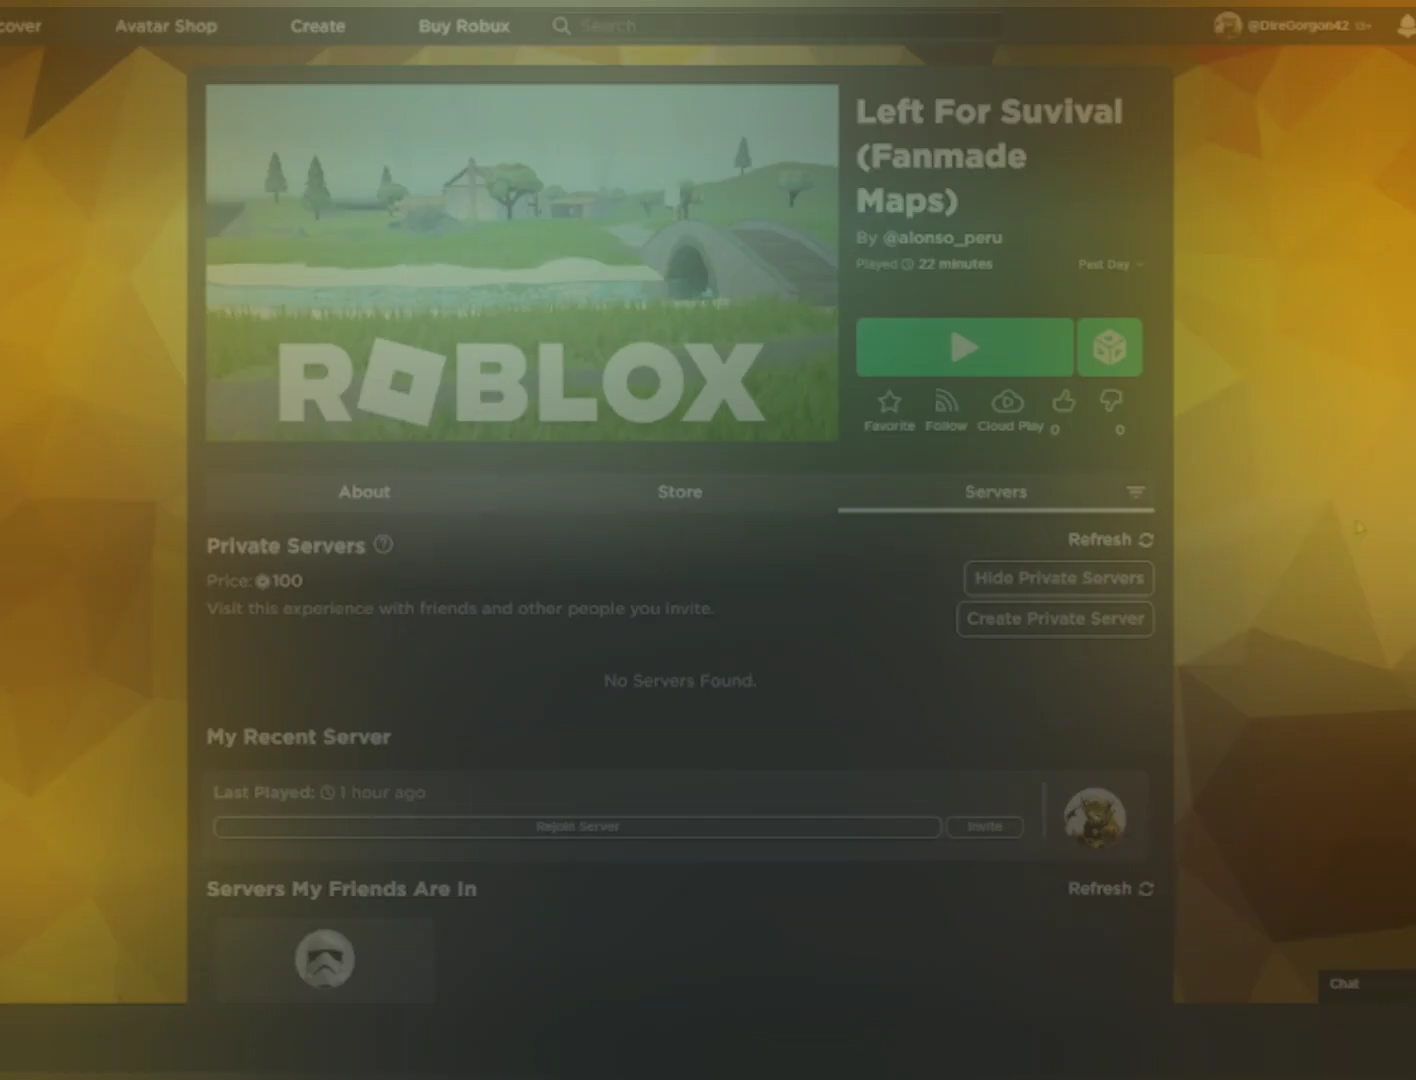 cover Avatar Shop Create Buy Robux Search @DireGorgon42 13+
Left For Suvival
(Fanmade
Maps)
By @alonso_peru
Played 22 minutes Past Day
ROBLOX
Favorite Follow Cloud Play 0 0
About Store Servers
Private Servers
Refresh
Price: 100
Hide Private Servers
Visit this experience with friends and other people you invite.
Create Private Server
No Servers Found.
My Recent Server
Last Played: 1 hour ago
Rejoin Server Invite
Servers My Friends Are In Refresh
Chat